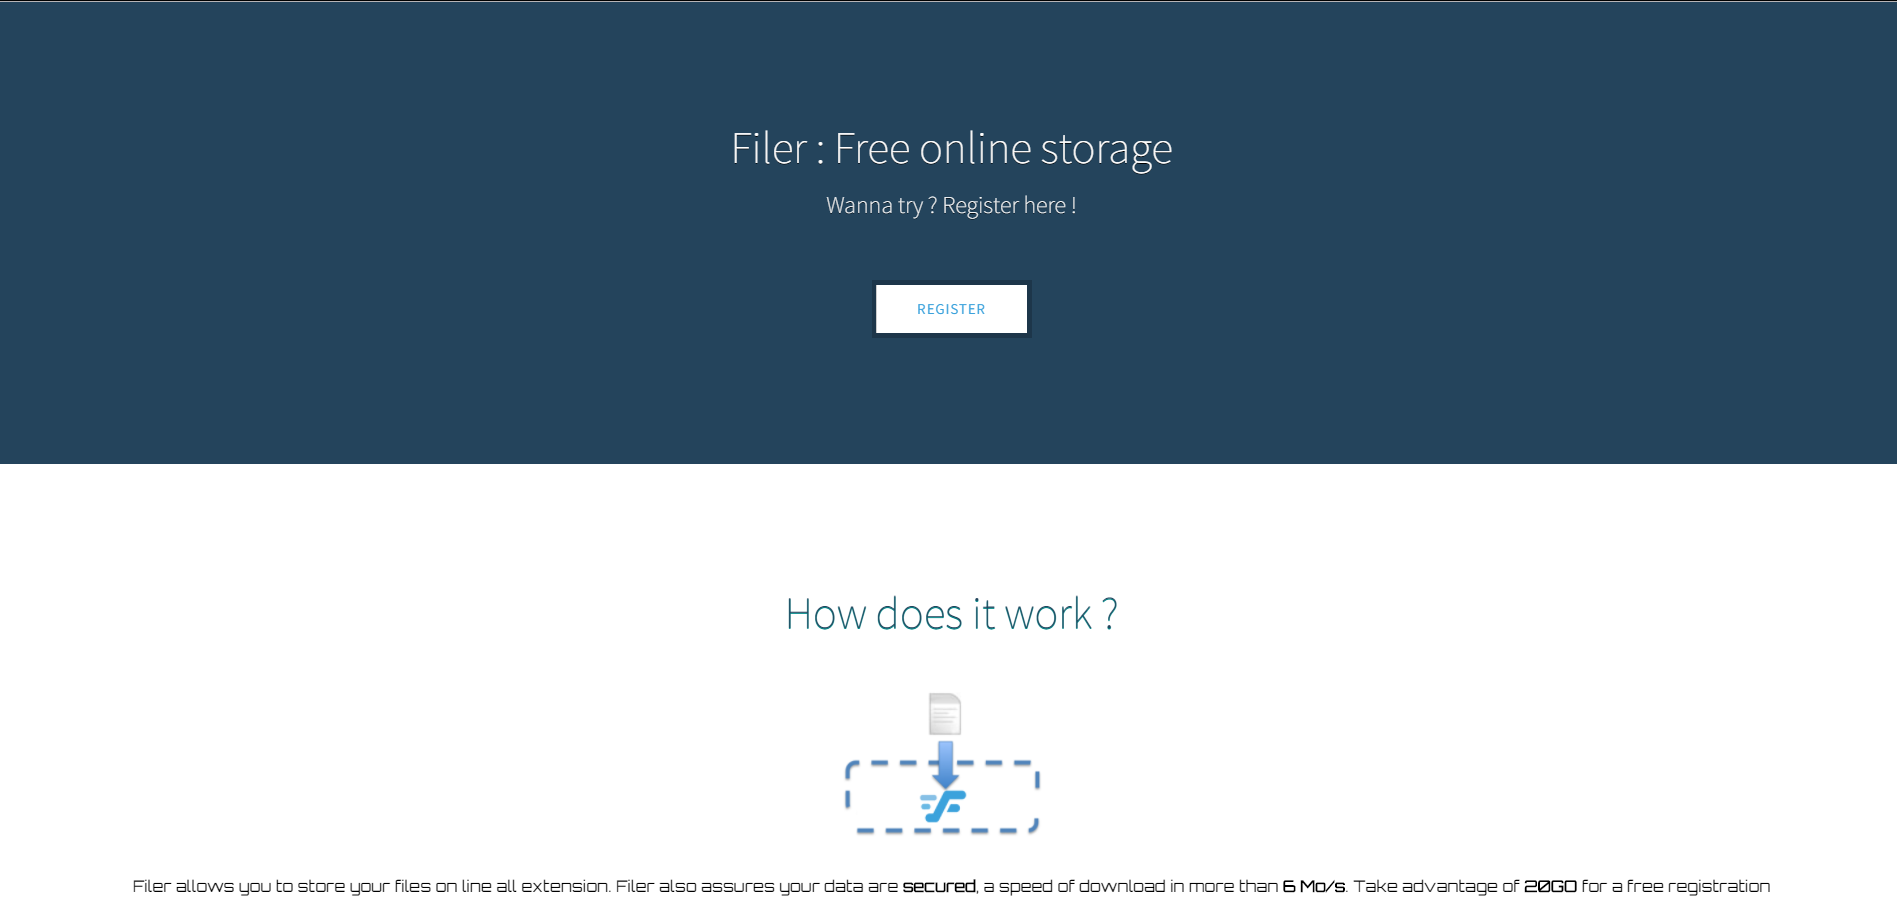 Filer : Free online storage
Wanna try ? Register here !
REGISTER
How does it work ?
Filer allows you to store your files on line all extension. Filer also assures your data are secured, a speed of download in more than 6 Mo/s. Take advantage of 20GO for a free registration